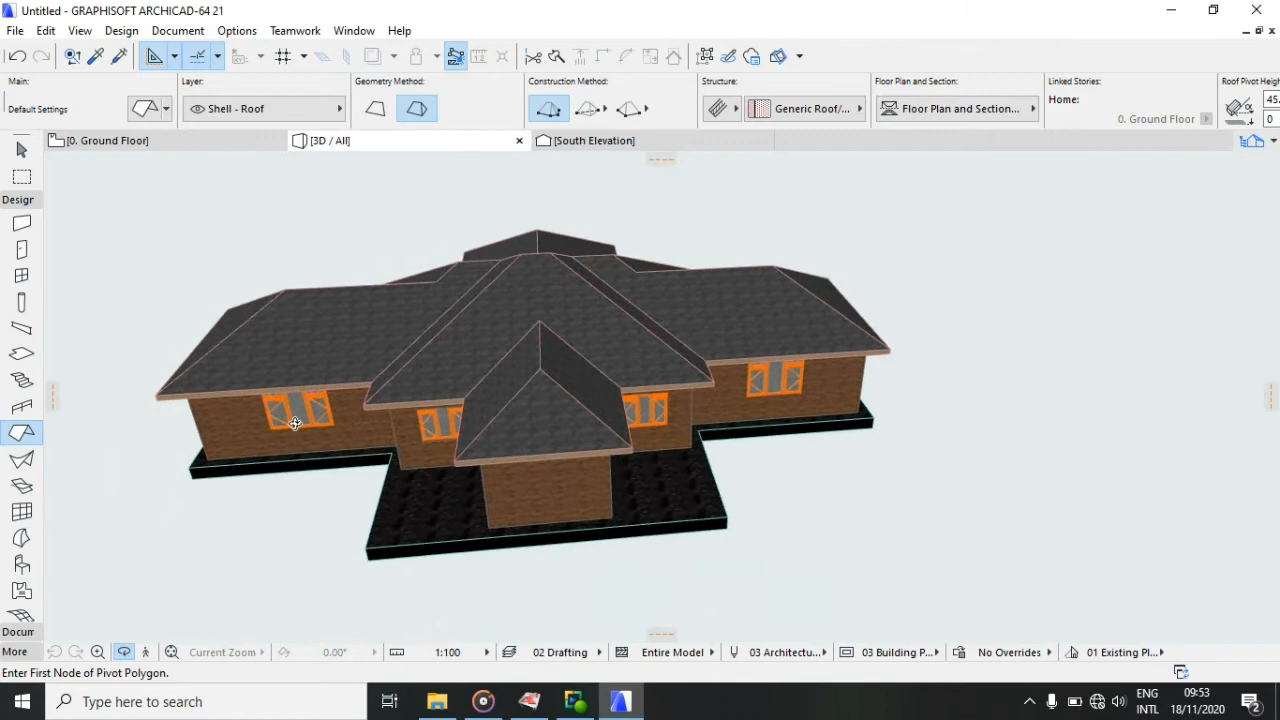 Untitled - GRAPHISOFT ARCHICAD-64 21
File Edit View Design Document Options Teamwork Window Help
Main: Layer: Geometry Method: Construction Method: Structure: Floor Plan and Section: Linked Stories: Roof Pivot Heig
Default Settings Shell - Roof Generic Roof/... Floor Plan and Section... Home: 45.
0. Ground Floor 0
[0. Ground Floor] [3D / All] [South Elevation]
Design
Docum
More Current Zoom 0.00° 1:100 02 Drafting Entire Model 03 Architectu... 03 Building P... No Overrides 01 Existing Pl...
Enter First Node of Pivot Polygon.
Type here to search
ENG
INTL
09:53
18/11/2020
2